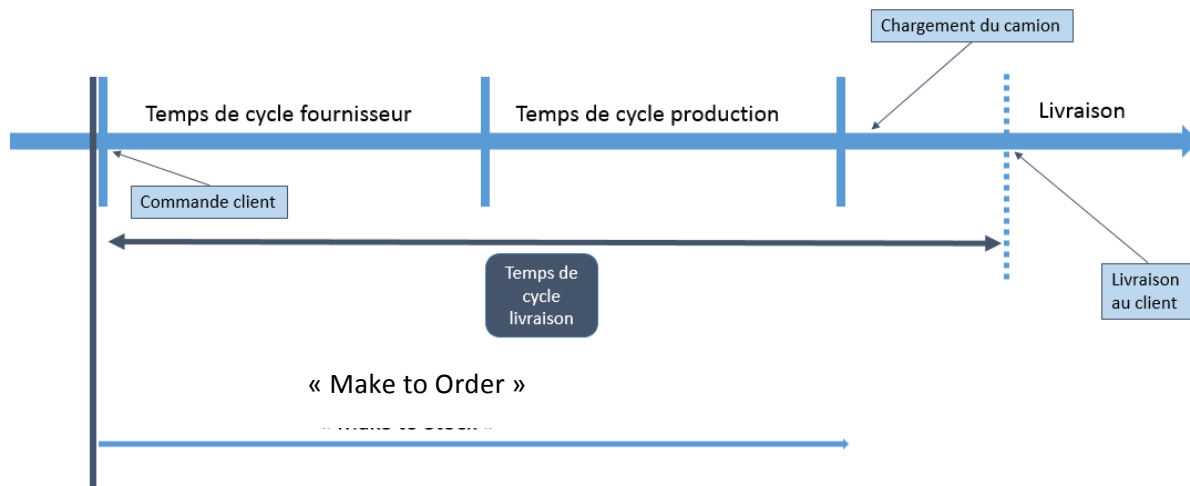 Chargement du camion
Temps de cycle fournisseur
Temps de cycle production
Livraison
Commande client
Temps de
cycle
livraison
Livraison
au client
« Make to Order »